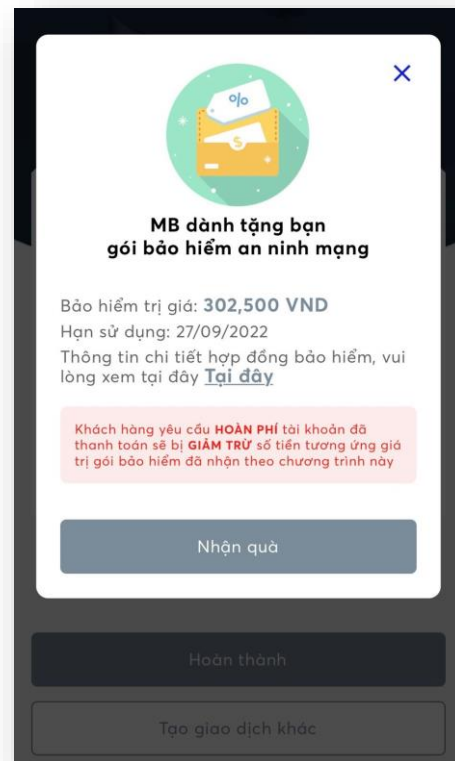 %
$
MB dành tặng bạn
gói bảo hiểm an ninh mạng
Bảo hiểm trị giá: 302,500 VND
Hạn sử dụng: 27/09/2022
Thông tin chi tiết hợp đồng bảo hiểm, vui
lòng xem tại đây Tại đây
Khách hàng yêu cầu HOÀN PHÍ tài khoản đã
thanh toán sẽ bị GIẢM TRỪ số tiền tương ứng giá
trị gói bảo hiểm đã nhận theo chương trình này
Nhận quà
Hoàn thành
Tạo giao dịch khác